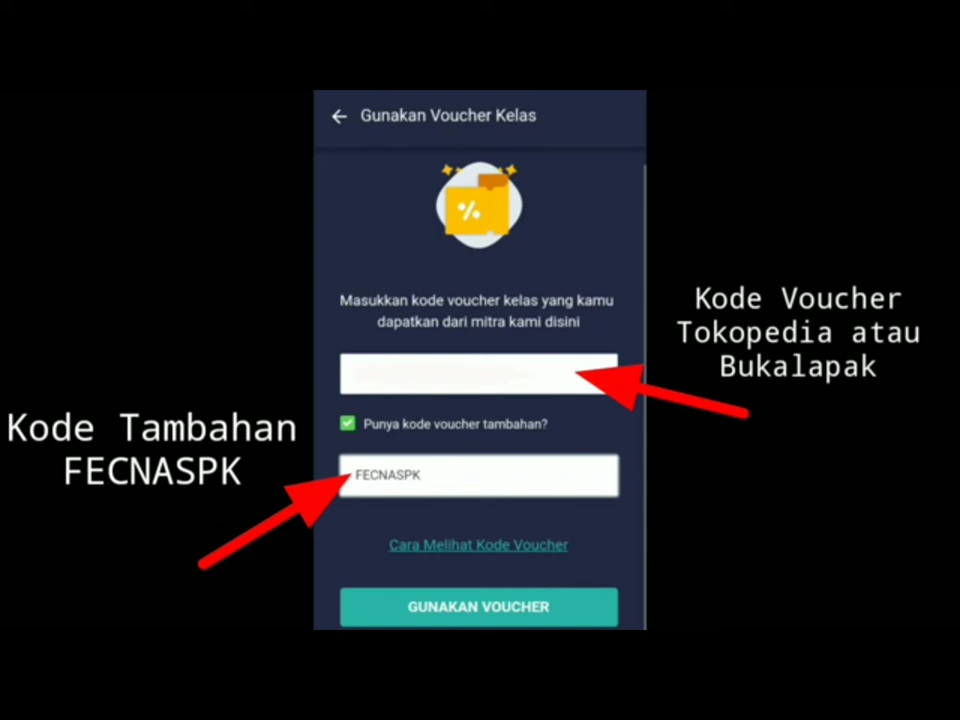 Gunakan Voucher Kelas
%
Masukkan kode voucher kelas yang kamu
dapatkan dari mitra kami disini
Kode Voucher
Tokopedia atau
Bukalapak
Punya kode voucher tambahan?
Kode Tambahan
FECNASPK
FECNASPK
Cara Melihat Kode Voucher
GUNAKAN VOUCHER